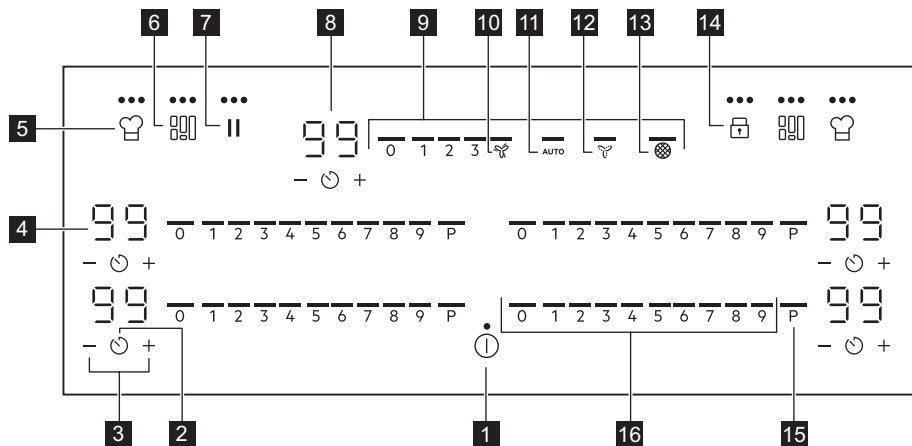 6 7 8 9 10 11 12 13 14
5
99 0 1 2 3 AUTO
− +
4 99 0 1 2 3 4 5 6 7 8 9 P 0 1 2 3 4 5 6 7 8 9 P 99
− + − +
99 0 1 2 3 4 5 6 7 8 9 P 0 1 2 3 4 5 6 7 8 9 P 99
− + − +
3 2 1 16 15